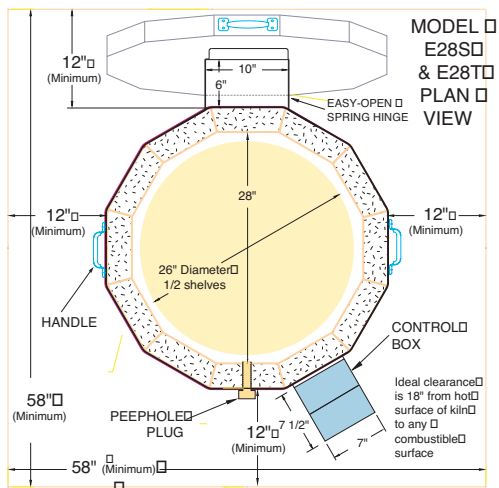 MODEL □
E28S□
& E28T□
PLAN □
VIEW
12"□
(Minimum)
10"
6"
EASY-OPEN □
SPRING HINGE
28"
12"□
(Minimum)
12"□
(Minimum)
26" Diameter□
1/2 shelves
HANDLE
CONTROL□
BOX
Ideal clearance□
is 18" from hot□
surface of kiln□
to any □
combustible□
surface
58"□
(Minimum)
PEEPHOLE□
PLUG
12"□
(Minimum)
7 1/2"
7"
58" □(Minimum)□